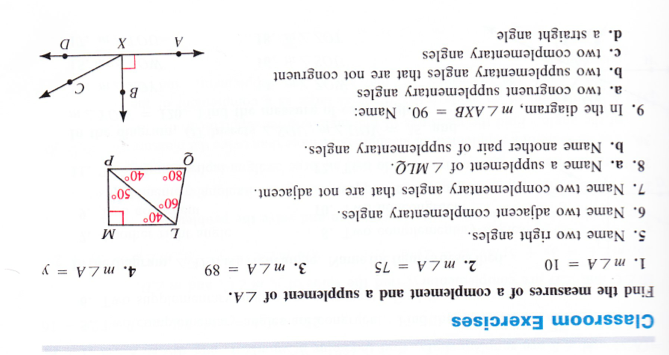 Classroom Exercises
Find the measures of a complement and a supplement of ∠A.
1. m∠A = 10 2. m∠A = 75 3. m∠A = 89 4. m∠A = y
5. Name two right angles.
6. Name two adjacent complementary angles.
7. Name two complementary angles that are not adjacent.
8. a. Name a supplement of ∠MLQ.
b. Name another pair of supplementary angles.
L M
40°
60°
50°
80° 40°
Q P
9. In the diagram, m∠AXB = 90. Name:
a. two congruent supplementary angles
b. two supplementary angles that are not congruent
c. two complementary angles
d. a straight angle
B
C
A X D